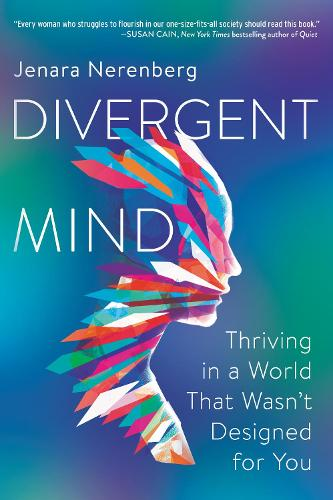 "Every woman who struggles to flourish in our one-size-fits-all society should read this book."
—SUSAN CAIN, New York Times bestselling author of Quiet
Jenara Nerenberg
DIVERGENT
MIND
Thriving
in a World
That Wasn't
Designed
for You